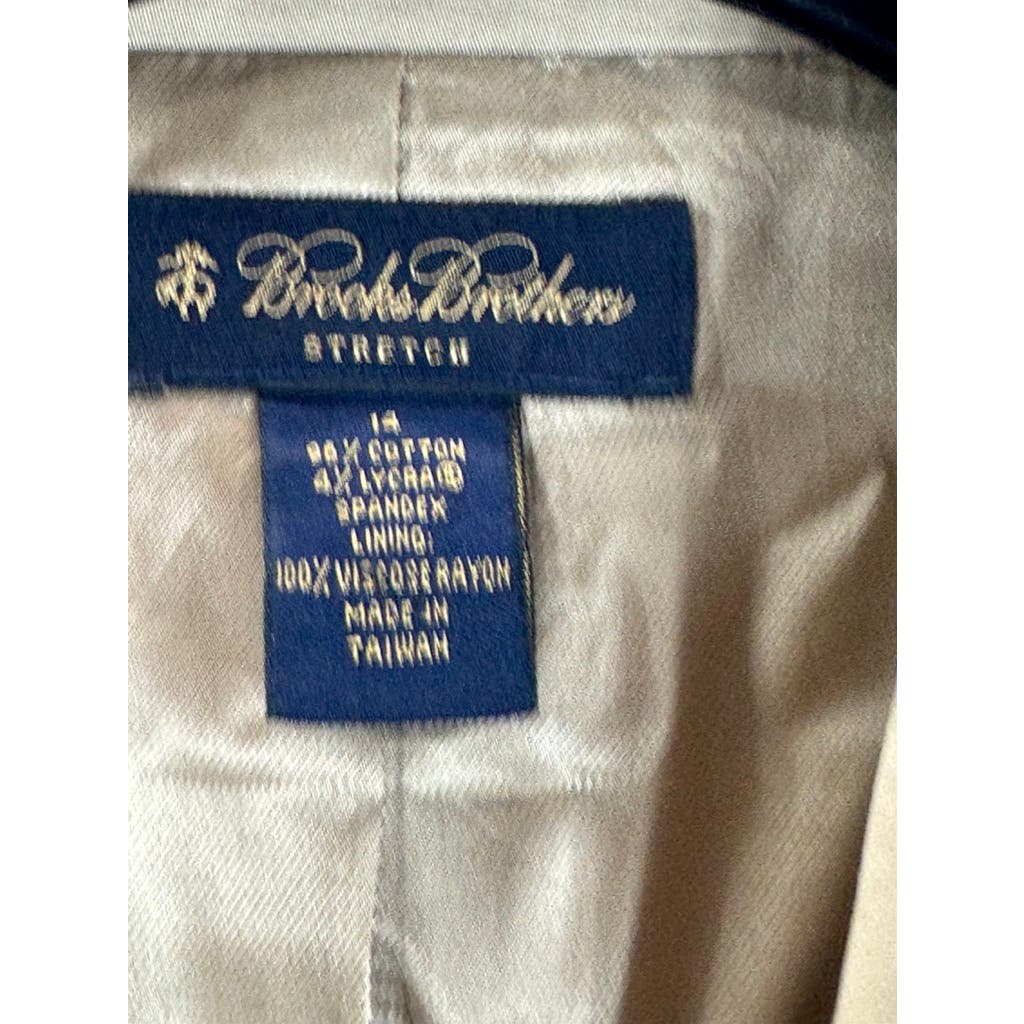 Brooks Brothers
STRETCH
14
96% COTTON
4% LYCRA®
SPANDEX
LINING:
100% VISCOSE RAYON
MADE IN
TAIWAN